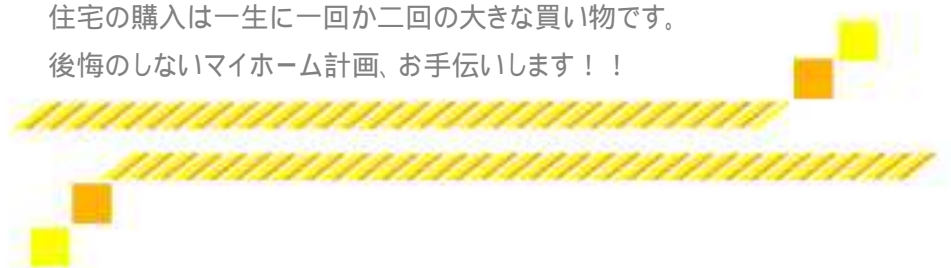 住宅の購入は一生に一回か二回の大きな買い物です。
後悔のしないマイホーム計画、お手伝いします！！